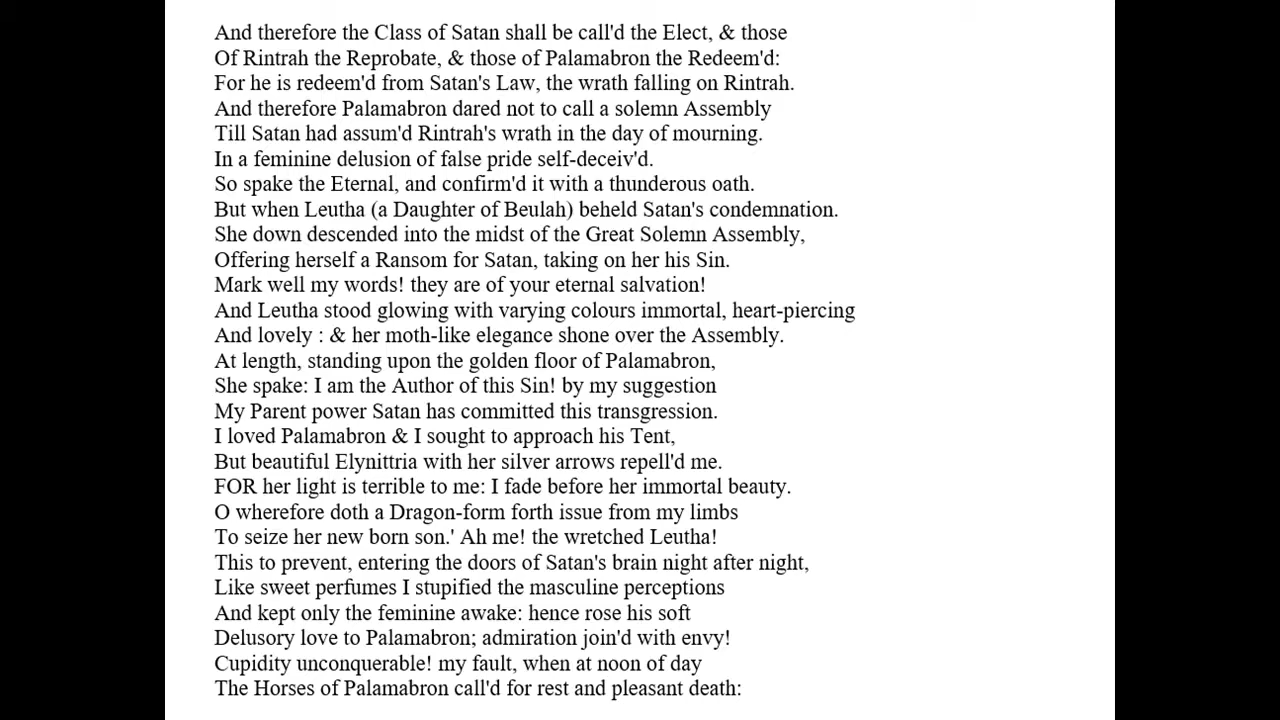 And therefore the Class of Satan shall be call'd the Elect, & those
Of Rintrah the Reprobate, & those of Palamabron the Redeem'd:
For he is redeem'd from Satan's Law, the wrath falling on Rintrah.
And therefore Palamabron dared not to call a solemn Assembly
Till Satan had assum'd Rintrah's wrath in the day of mourning.
In a feminine delusion of false pride self-deceiv'd.
So spake the Eternal, and confirm'd it with a thunderous oath.
But when Leutha (a Daughter of Beulah) beheld Satan's condemnation.
She down descended into the midst of the Great Solemn Assembly,
Offering herself a Ransom for Satan, taking on her his Sin.
Mark well my words! they are of your eternal salvation!
And Leutha stood glowing with varying colours immortal, heart-piercing
And lovely : & her moth-like elegance shone over the Assembly.
At length, standing upon the golden floor of Palamabron,
She spake: I am the Author of this Sin! by my suggestion
My Parent power Satan has committed this transgression.
I loved Palamabron & I sought to approach his Tent,
But beautiful Elynittria with her silver arrows repell'd me.
FOR her light is terrible to me: I fade before her immortal beauty.
O wherefore doth a Dragon-form forth issue from my limbs
To seize her new born son.' Ah me! the wretched Leutha!
This to prevent, entering the doors of Satan's brain night after night,
Like sweet perfumes I stupified the masculine perceptions
And kept only the feminine awake: hence rose his soft
Delusory love to Palamabron; admiration join'd with envy!
Cupidity unconquerable! my fault, when at noon of day
The Horses of Palamabron call'd for rest and pleasant death: